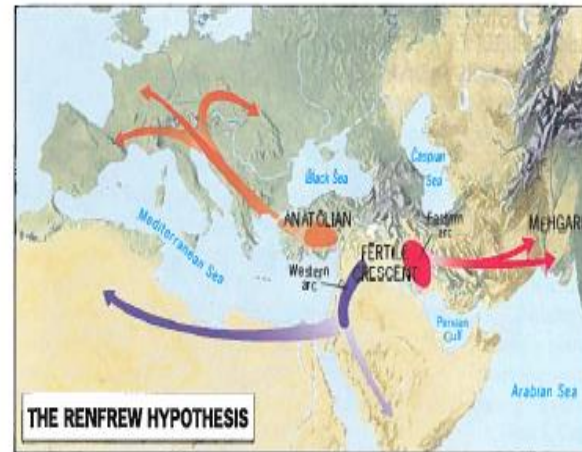 Black Sea
Caspian
Sea
ANATOLIAN
Eastern
arc
MEHGAR
Mediterranean Sea
FERTILE
CRESCENT
Western
arc
Persian
Gulf
Arabian Sea
THE RENFREW HYPOTHESIS